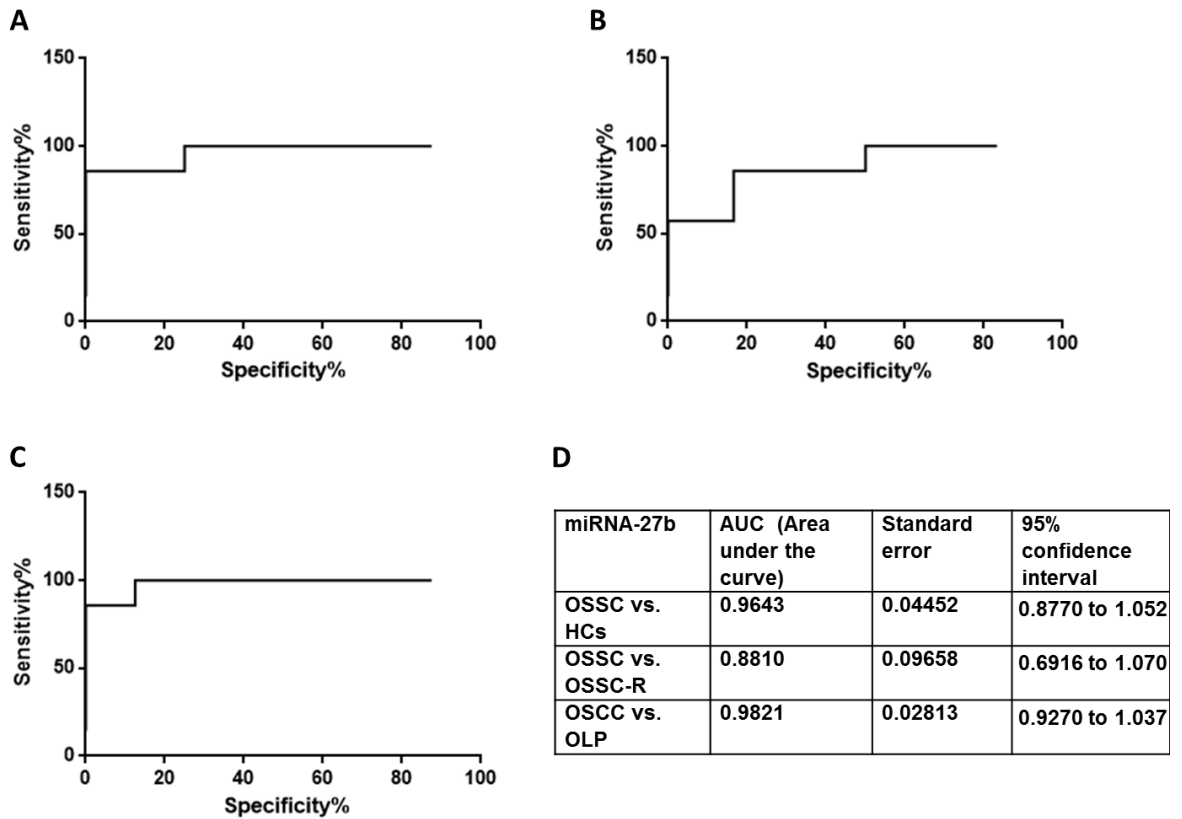 A
150
100
50
0
Sensitivity%
0 20 40 60 80 100
Specificity%
B
150
100
50
0
Sensitivity%
0 20 40 60 80 100
Specificity%
C
150
100
50
0
Sensitivity%
0 20 40 60 80 100
Specificity%
D
miRNA-27b
AUC (Area
under the
curve)
Standard
error
95%
confidence
interval
OSSC vs.
HCs
0.9643
0.04452
0.8770 to 1.052
OSSC vs.
OSSC-R
0.8810
0.09658
0.6916 to 1.070
OSCC vs.
OLP
0.9821
0.02813
0.9270 to 1.037